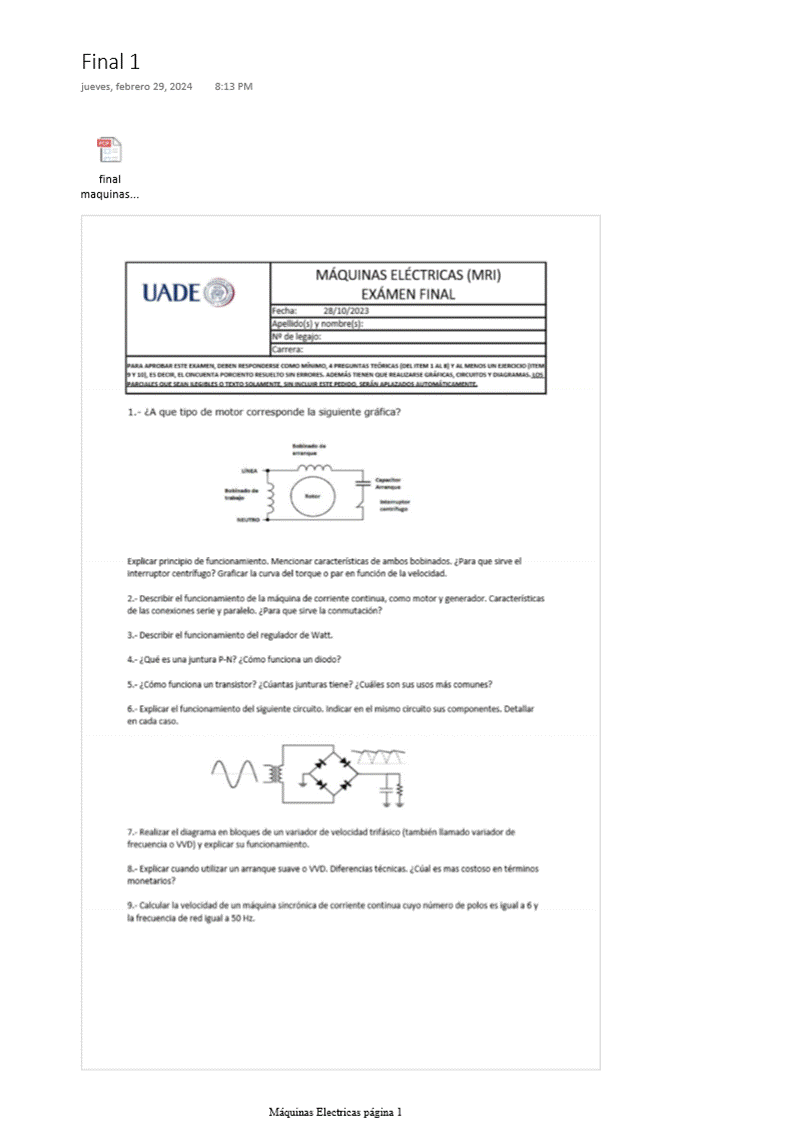 Final 1
jueves, febrero 29, 2024 8:13 PM
PDF
final
maquinas...
UADE
MÁQUINAS ELÉCTRICAS (MRI)
EXÁMEN FINAL
Fecha: 28/10/2023
Apellido(s) y nombre(s):
Nº de legajo:
Carrera:
PARA APROBAR ESTE EXAMEN, DEBEN RESPONDERSE COMO MÍNIMO, 4 PREGUNTAS TEÓRICAS (DEL ITEM 1 AL 8) Y AL MENOS UN EJERCICIO (ITEM
9 Y 10), ES DECIR, EL CINCUENTA PORCIENTO RESUELTO SIN ERRORES. ADEMÁS TIENEN QUE REALIZARSE GRÁFICAS, CIRCUITOS Y DIAGRAMAS. LOS
PARCIALES QUE SEAN ILEGIBLES O TEXTO SOLAMENTE, SIN INCLUIR ESTE PEDIDO, SERÁN APLAZADOS AUTOMÁTICAMENTE.
1.- ¿A que tipo de motor corresponde la siguiente gráfica?
Bobinado de
arranque
LÍNEA
Capacitor
Arranque
Bobinado de
trabajo
Rotor
Interruptor
centrífugo
NEUTRO
Explicar principio de funcionamiento. Mencionar características de ambos bobinados. ¿Para que sirve el
interruptor centrífugo? Graficar la curva del torque o par en función de la velocidad.
2.- Describir el funcionamiento de la máquina de corriente continua, como motor y generador. Características
de las conexiones serie y paralelo. ¿Para que sirve la conmutación?
3.- Describir el funcionamiento del regulador de Watt.
4.- ¿Qué es una juntura P-N? ¿Cómo funciona un diodo?
5.- ¿Cómo funciona un transistor? ¿Cúantas junturas tiene? ¿Cuáles son sus usos más comunes?
6.- Explicar el funcionamiento del siguiente circuito. Indicar en el mismo circuito sus componentes. Detallar
en cada caso.
7.- Realizar el diagrama en bloques de un variador de velocidad trifásico (también llamado variador de
frecuencia o VVD) y explicar su funcionamiento.
8.- Explicar cuando utilizar un arranque suave o VVD. Diferencias técnicas. ¿Cúal es mas costoso en términos
monetarios?
9.- Calcular la velocidad de un máquina sincrónica de corriente continua cuyo número de polos es igual a 6 y
la frecuencia de red igual a 50 Hz.
Máquinas Electricas página 1